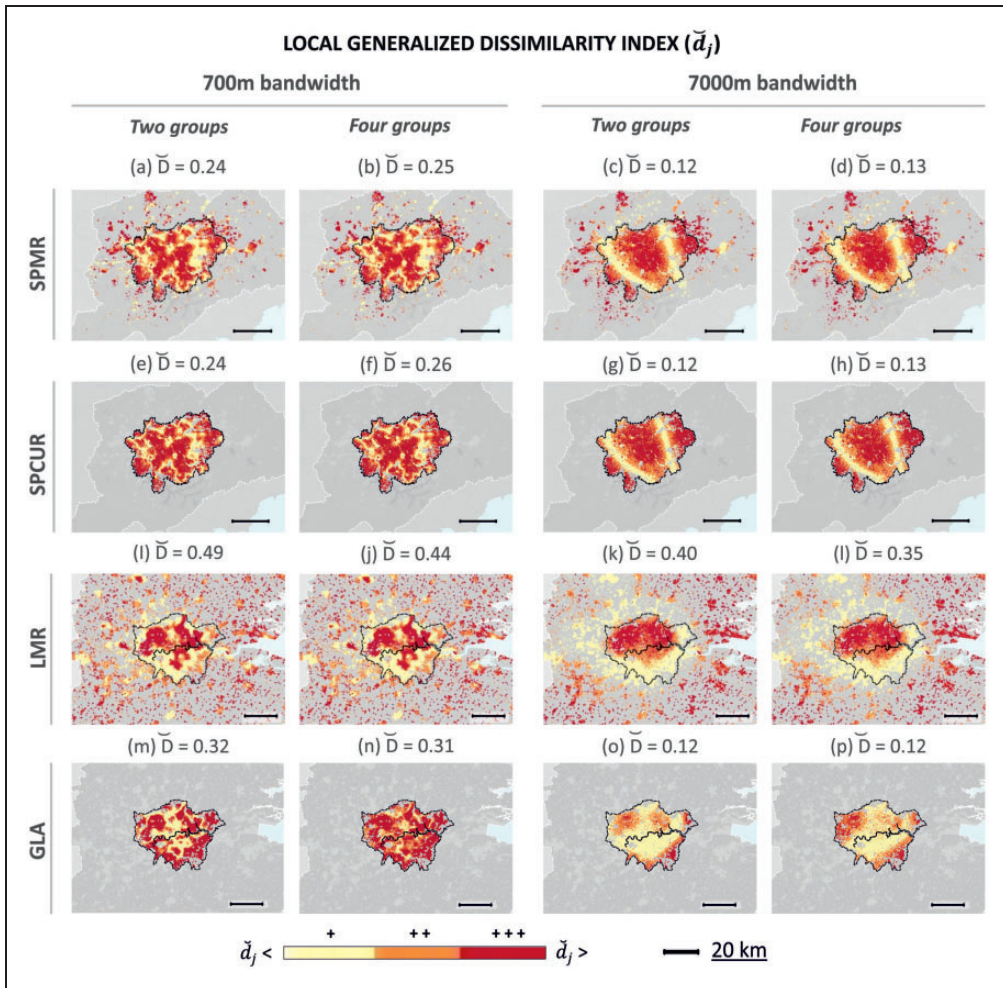 LOCAL GENERALIZED DISSIMILARITY INDEX (d̆ⱼ)
700m bandwidth 7000m bandwidth
Two groups Four groups Two groups Four groups
(a) D̆ = 0.24 (b) D̆ = 0.25 (c) D̆ = 0.12 (d) D̆ = 0.13
SPMR
(e) D̆ = 0.24 (f) D̆ = 0.26 (g) D̆ = 0.12 (h) D̆ = 0.13
SPCUR
(I) D̆ = 0.49 (j) D̆ = 0.44 (k) D̆ = 0.40 (l) D̆ = 0.35
LMR
(m) D̆ = 0.32 (n) D̆ = 0.31 (o) D̆ = 0.12 (p) D̆ = 0.12
GLA
+ ++ +++
d̆ⱼ < d̆ⱼ > 20 km